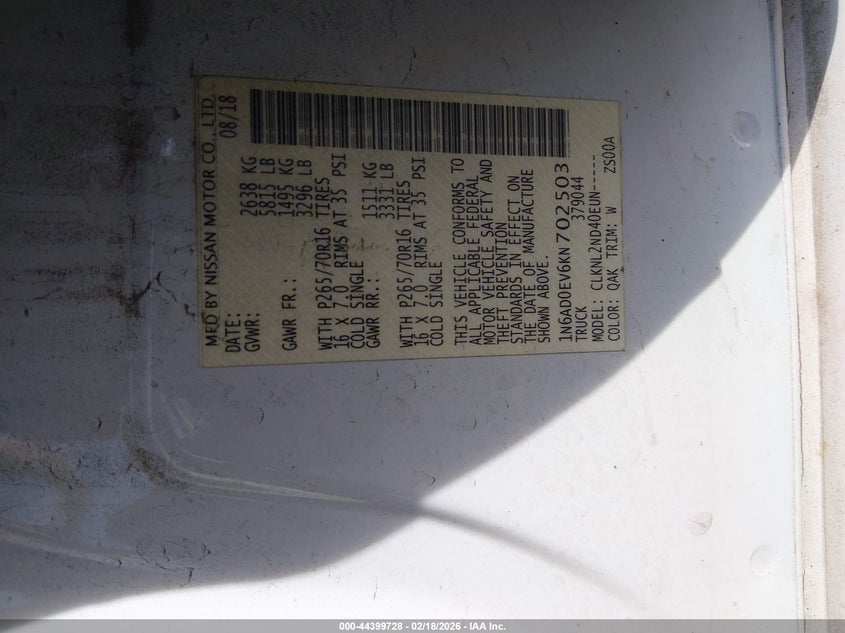 MFD BY NISSAN MOTOR CO., LTD.
DATE: 08/18
GVWR: 2638 KG
5815 LB
GAWR FR.: 1495 KG
3296 LB
WITH P265/70R16 TIRES
16 X 7.0 RIMS AT 35 PSI
COLD SINGLE
GAWR RR.: 1511 KG
3331 LB
WITH P265/70R16 TIRES
16 X 7.0 RIMS AT 35 PSI
COLD SINGLE
THIS VEHICLE CONFORMS TO
ALL APPLICABLE FEDERAL
MOTOR VEHICLE SAFETY AND
THEFT PREVENTION
STANDARDS IN EFFECT ON
THE DATE OF MANUFACTURE
SHOWN ABOVE.
1N6AD0EV6KN702503
TRUCK 379044
MODEL: CLKNL2ND40EUN-----
COLOR: QAK TRIM: W ZS00A
000-44399728 - 02/18/2026 - IAA Inc.